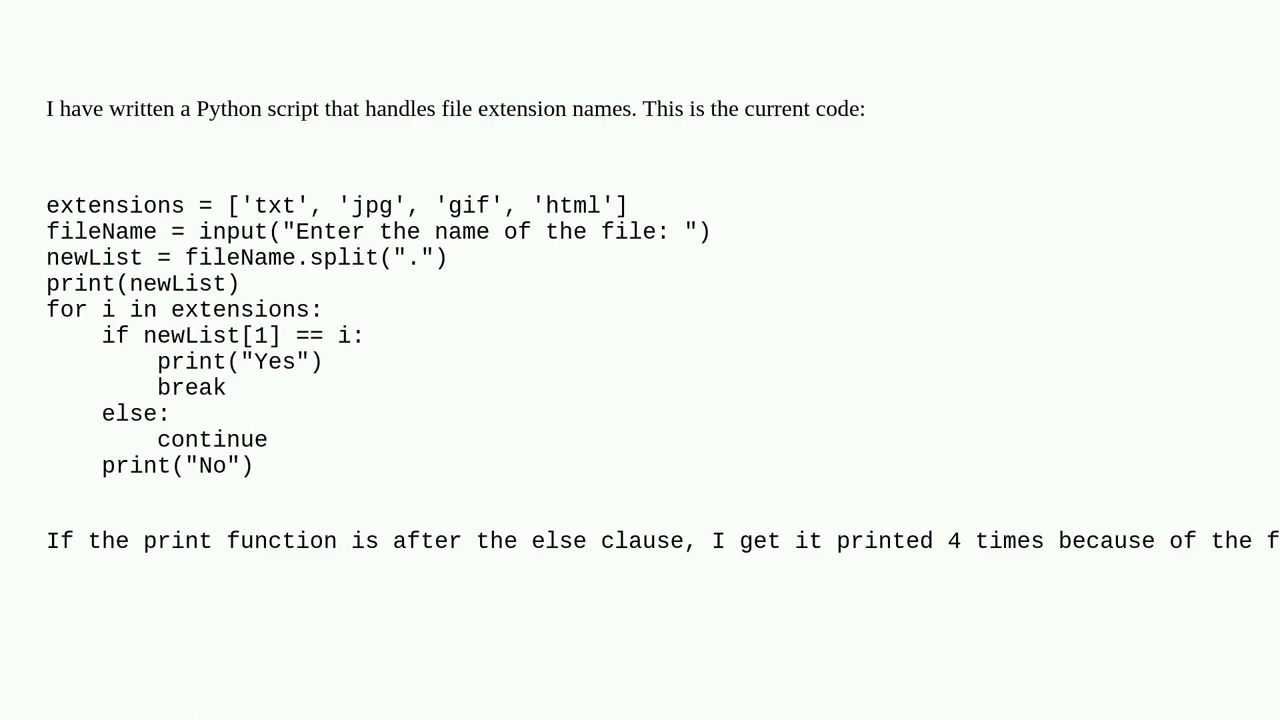 I have written a Python script that handles file extension names. This is the current code:
extensions = ['txt', 'jpg', 'gif', 'html']
fileName = input("Enter the name of the file: ")
newList = fileName.split(".")
print(newList)
for i in extensions:
    if newList[1] == i:
        print("Yes")
        break
    else:
        continue
    print("No")
If the print function is after the else clause, I get it printed 4 times because of the